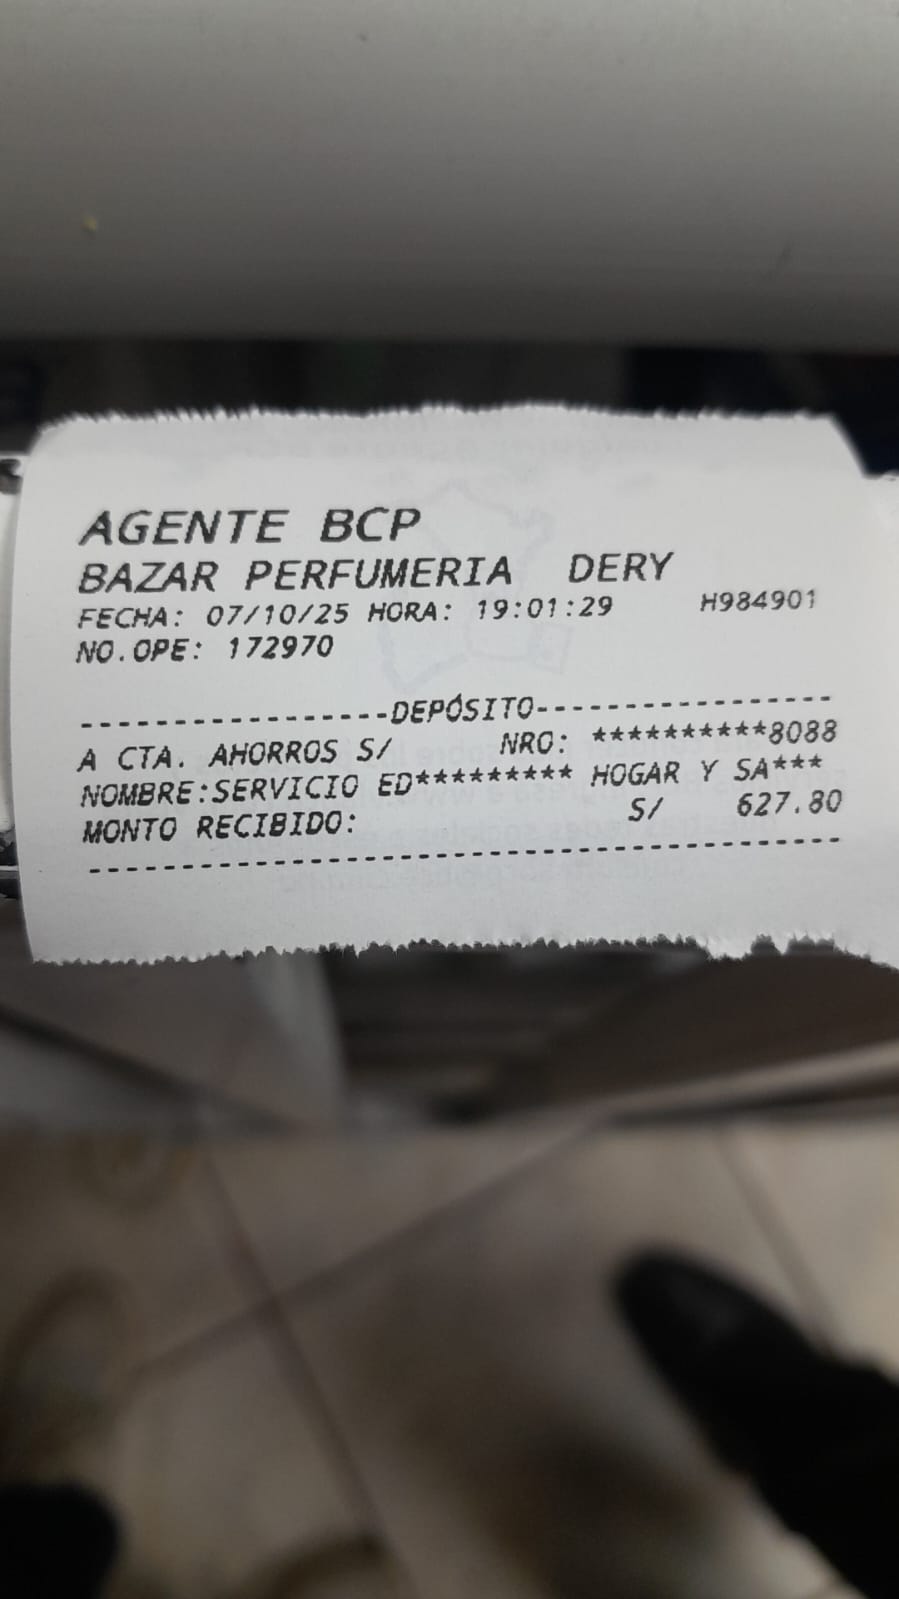 AGENTE BCP
BAZAR PERFUMERIA DERY
FECHA: 07/10/25 HORA: 19:01:29 H984901
NO.OPE: 172970
-----------------DEPÓSITO-----------------
A CTA. AHORROS S/ NRO: **********8088
NOMBRE:SERVICIO ED********* HOGAR Y SA***
MONTO RECIBIDO: S/ 627.80
------------------------------------------